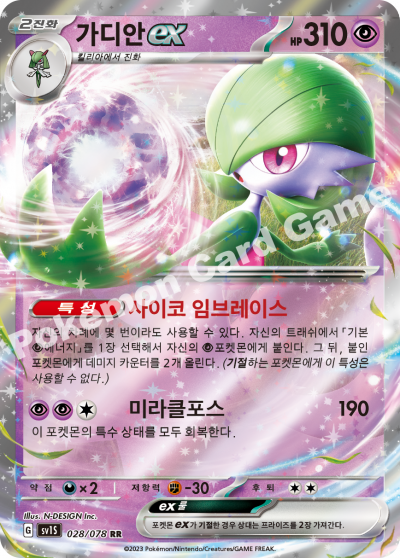 2진화 가디안 ex HP 310
킬리아에서 진화
특성 사이코 임브레이스
자신의 차례에 몇 번이라도 사용할 수 있다. 자신의 트래쉬에서 「기본
에너지」를 1장 선택해서 자신의 포켓몬에게 붙인다. 그 뒤, 붙인
포켓몬에게 데미지 카운터를 2개 올린다. (기절하는 포켓몬에게 이 특성은
사용할 수 없다.)
미라클포스 190
이 포켓몬의 특수 상태를 모두 회복한다.
약점 ×2 저항력 -30 후퇴
Illus. N-DESIGN Inc.
ex 룰
G sv1S 028/078 RR
포켓몬 ex가 기절한 경우 상대는 프라이즈를 2장 가져간다.
©2023 Pokémon/Nintendo/Creatures/GAME FREAK.
Pokémon Card Game